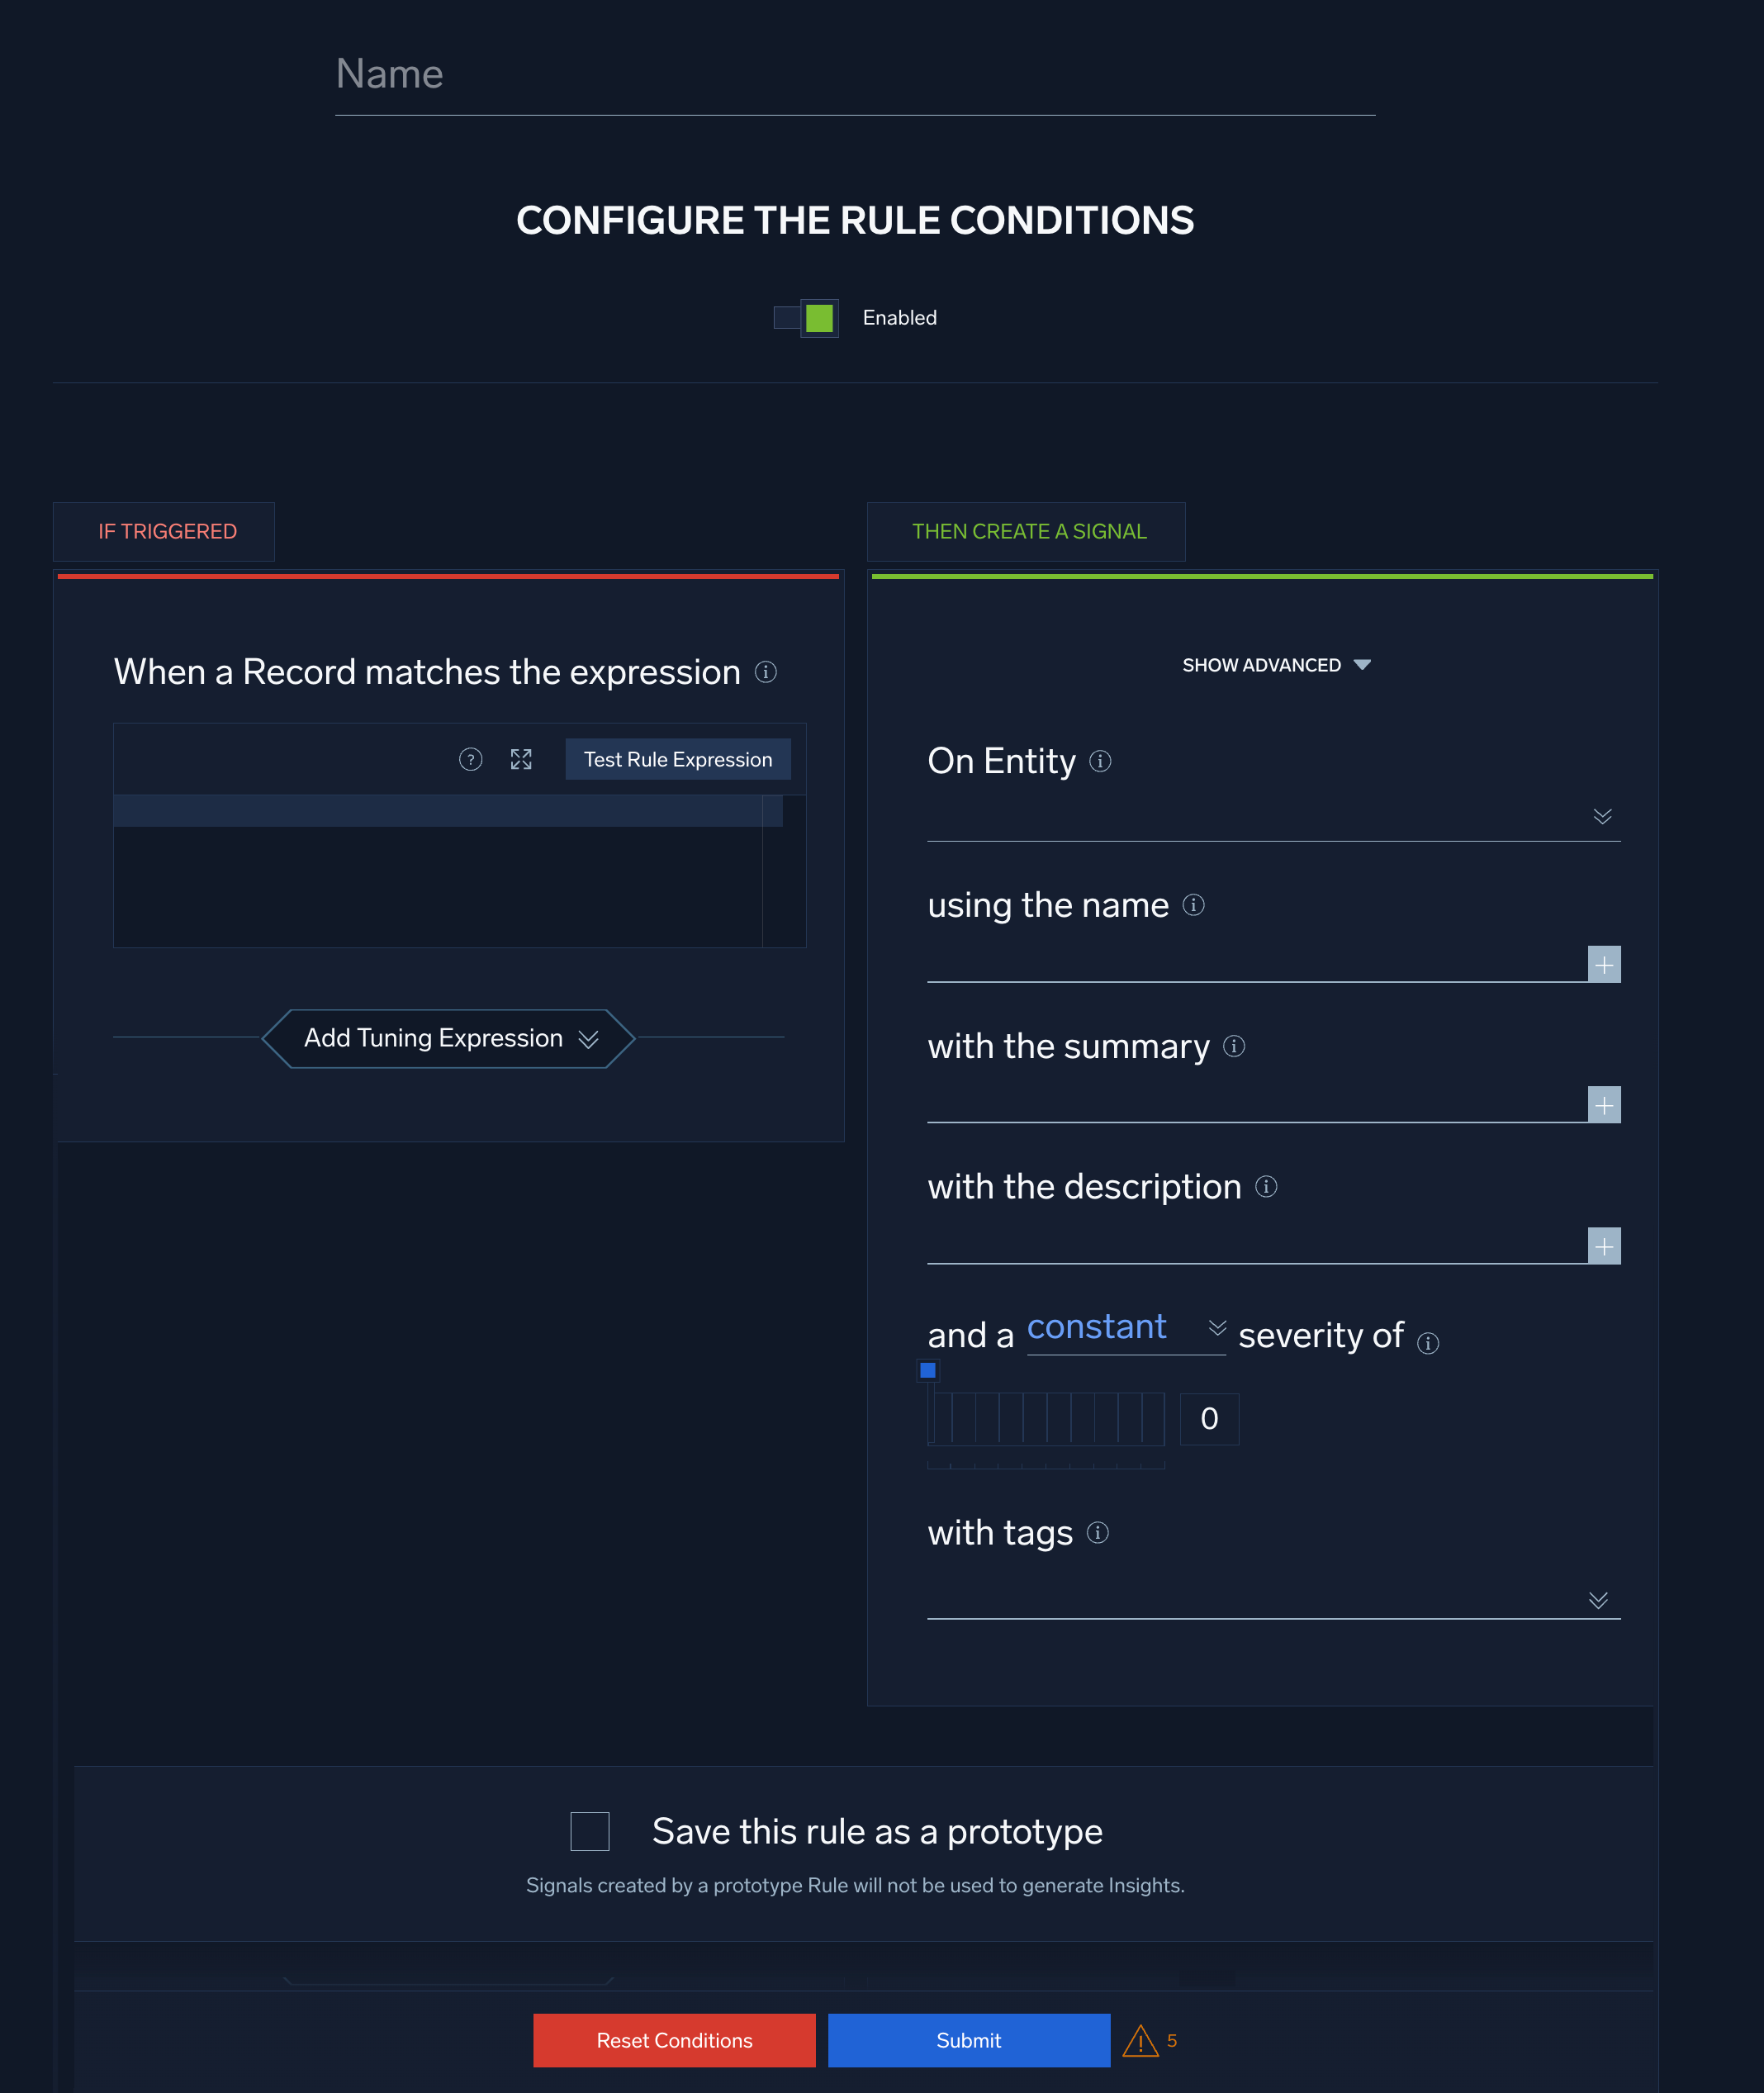 Name
CONFIGURE THE RULE CONDITIONS
Enabled
IF TRIGGERED
When a Record matches the expression
Test Rule Expression
Add Tuning Expression
THEN CREATE A SIGNAL
SHOW ADVANCED
On Entity
using the name
with the summary
with the description
and a constant severity of
0
with tags
Save this rule as a prototype
Signals created by a prototype Rule will not be used to generate Insights.
Reset Conditions
Submit
5